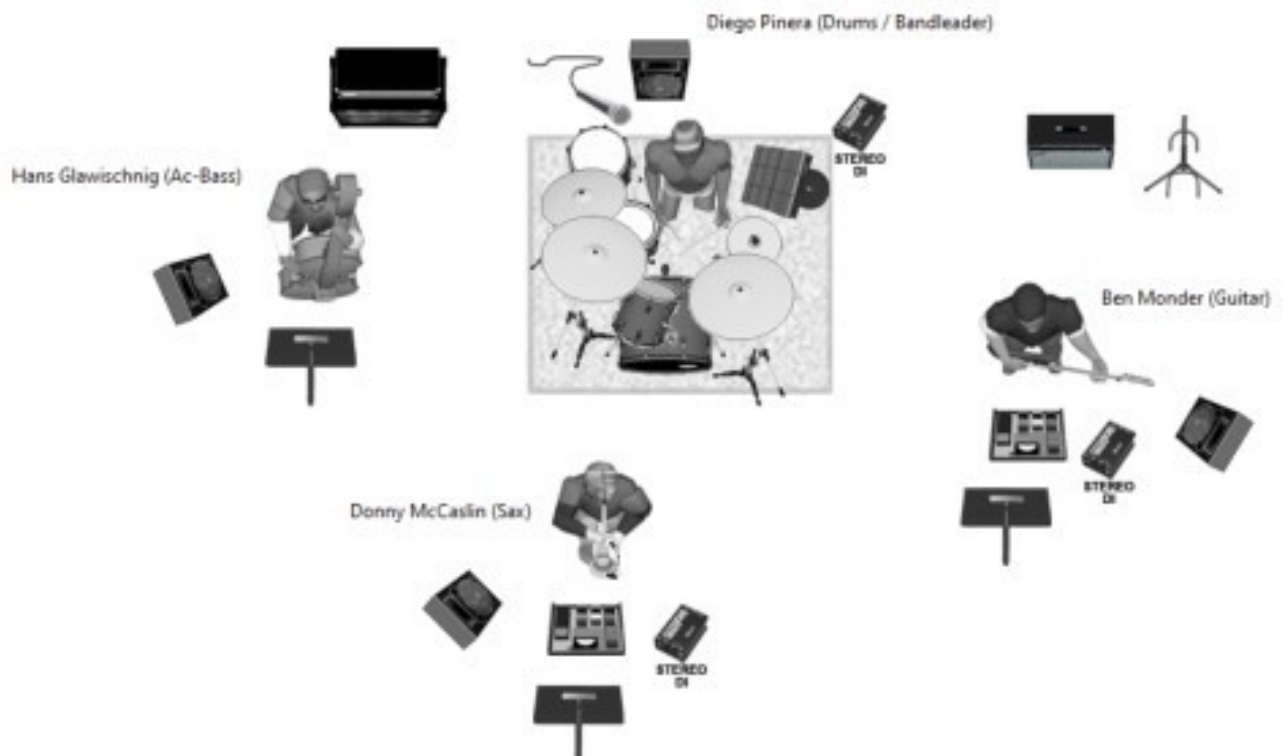 Diego Pinera (Drums / Bandleader)
STEREO
DI
Hans Glawischnig (Ac-Bass)
Ben Monder (Guitar)
STEREO
DI
Donny McCaslin (Sax)
STEREO
DI